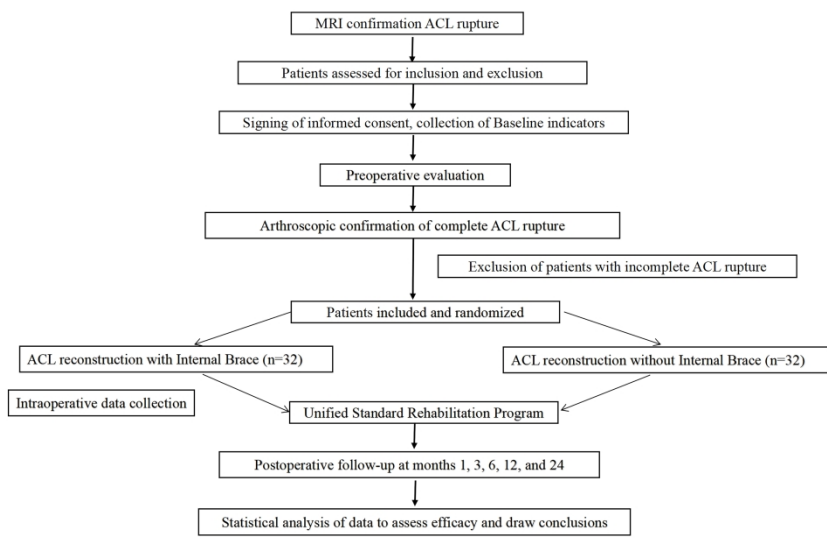 MRI confirmation ACL rupture
Patients assessed for inclusion and exclusion
Signing of informed consent, collection of Baseline indicators
Preoperative evaluation
Arthroscopic confirmation of complete ACL rupture
Exclusion of patients with incomplete ACL rupture
Patients included and randomized
ACL reconstruction with Internal Brace (n=32)
ACL reconstruction without Internal Brace (n=32)
Intraoperative data collection
Unified Standard Rehabilitation Program
Postoperative follow-up at months 1, 3, 6, 12, and 24
Statistical analysis of data to assess efficacy and draw conclusions